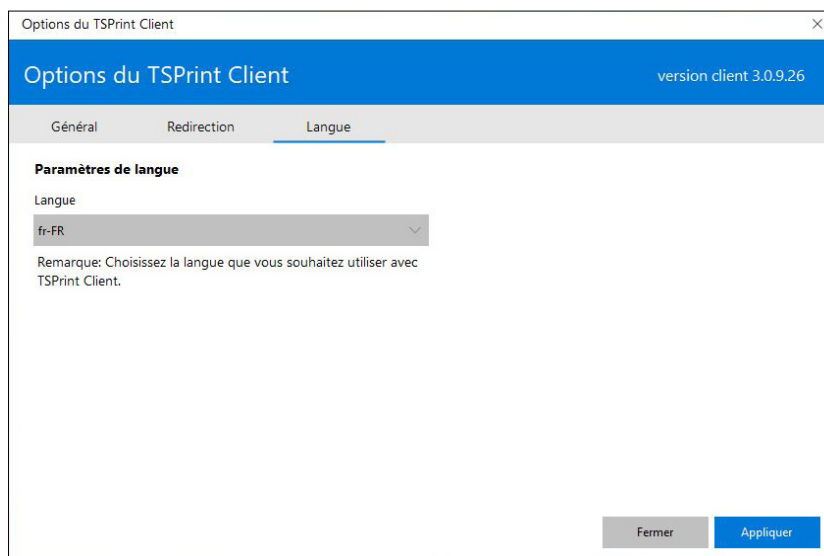 Options du TSPrint Client
Options du TSPrint Client
version client 3.0.9.26
Général Redirection Langue
Paramètres de langue
Langue
fr-FR
Remarque: Choisissez la langue que vous souhaitez utiliser avec
TSPrint Client.
Fermer Appliquer